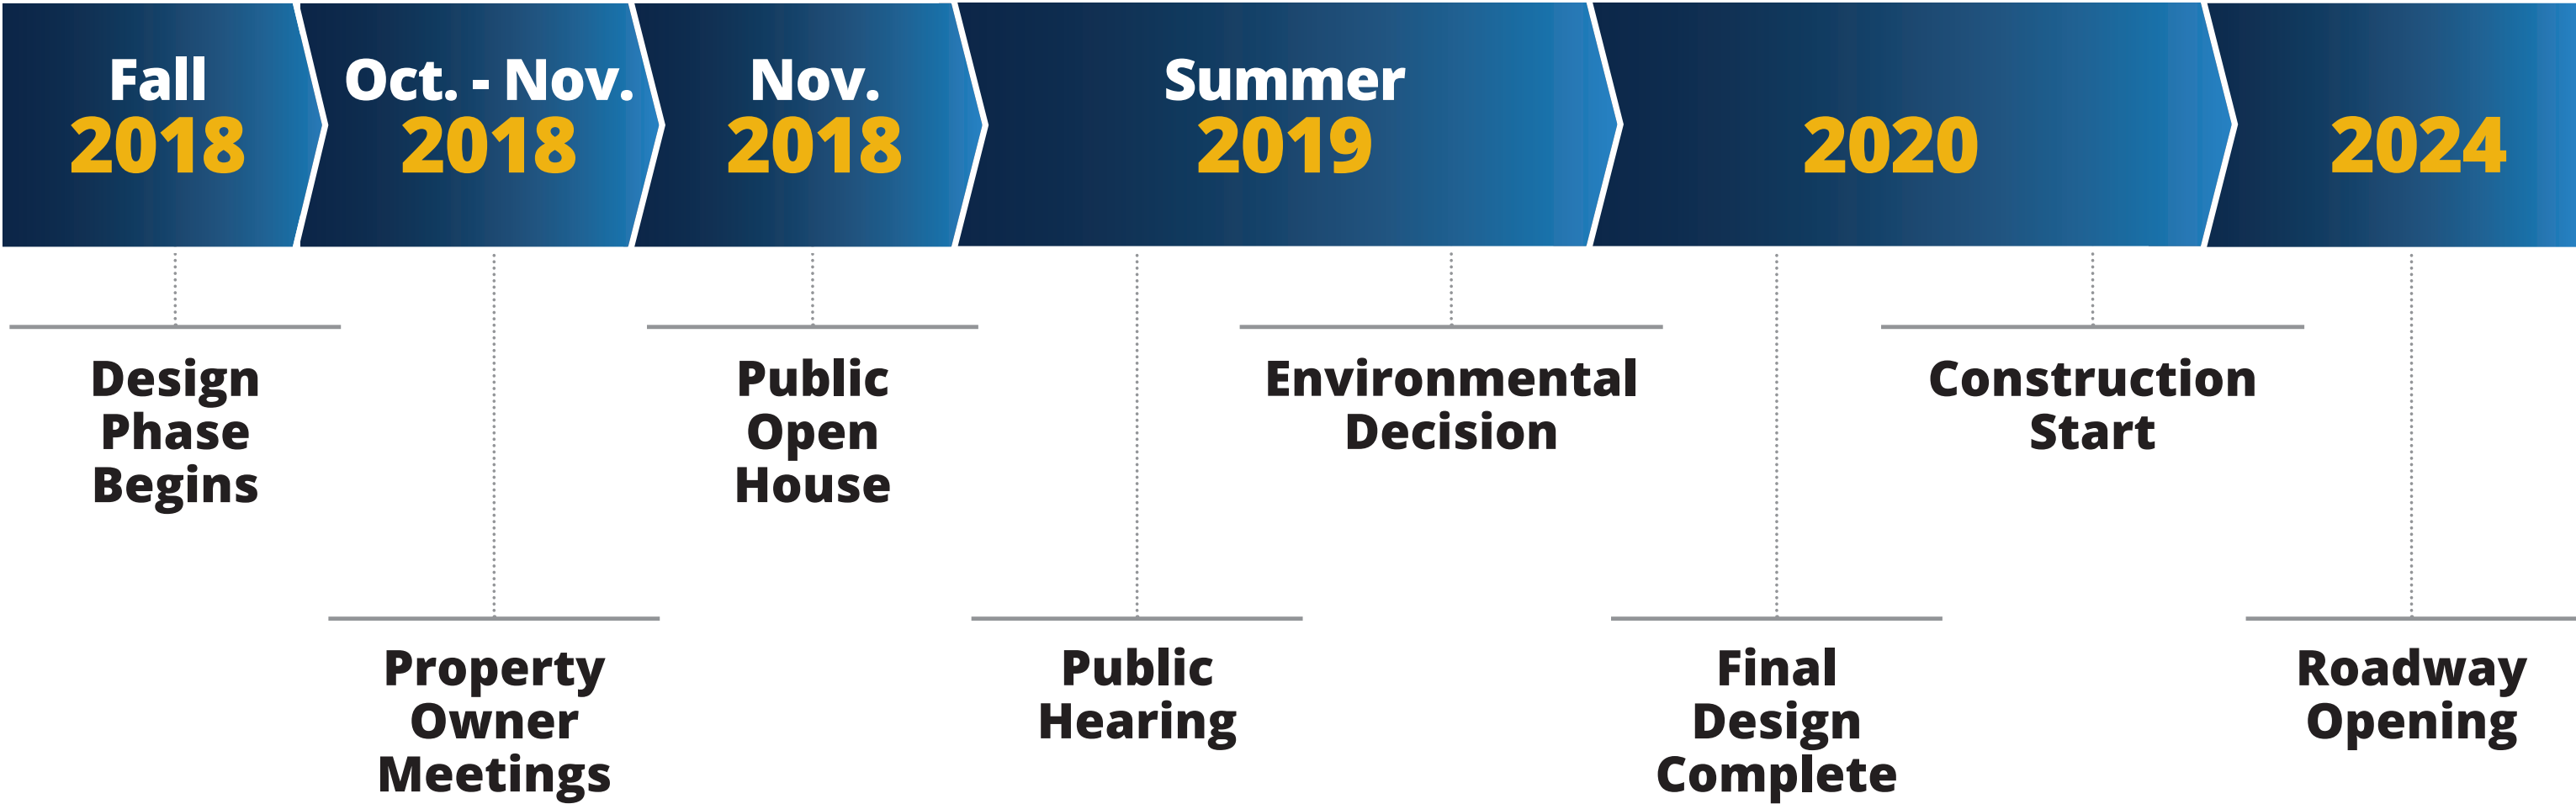 Fall
2018
Oct. - Nov.
2018
Nov.
2018
Summer
2019
2020
2024
Design
Phase
Begins
Property
Owner
Meetings
Public
Open
House
Public
Hearing
Environmental
Decision
Final
Design
Complete
Construction
Start
Roadway
Opening